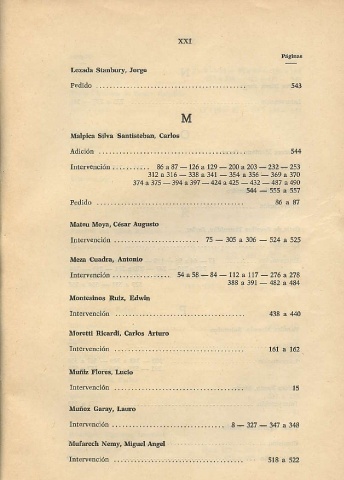 XXI
Páginas
Lozada Stanbury, Jorge
Pedido 543
M
Malpica Silva Santisteban, Carlos
Adición 544
Intervención 86 a 87 — 126 a 129 — 200 a 203 — 232 — 253
312 a 316 — 338 a 341 — 354 a 356 — 369 a 370
374 a 375 — 394 a 397 — 424 a 425 — 432 — 487 a 490
544 — 555 a 557
Pedido 86 a 87
Mateu Moya, César Augusto
Intervención 75 — 305 a 306 — 524 a 525
Meza Cuadra, Antonio
Intervención 54 a 58 — 84 — 112 a 117 — 276 a 278
388 a 391 — 482 a 484
Montesinos Ruiz, Edwin
Intervención 438 a 440
Moretti Ricardi, Carlos Arturo
Intervención 161 a 162
Muñiz Flores, Lucio
Intervención 15
Muñoz Garay, Lauro
Intervención 8 — 327 — 347 a 348
Mufarech Nemy, Miguel Angel
Intervención 518 a 522